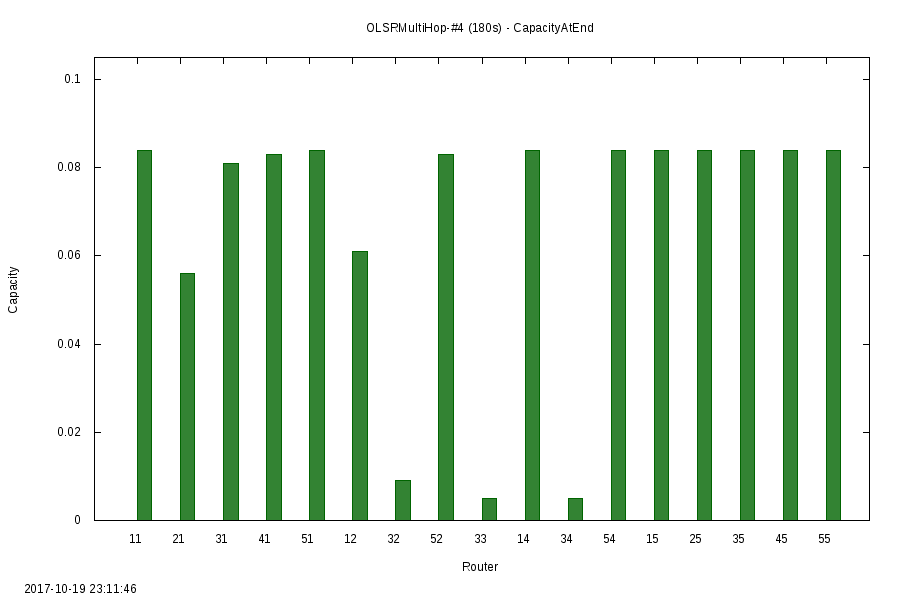 OLSRMultiHop-#4 (180s) - CapacityAtEnd
0.1
0.08
0.06
0.04
0.02
0
Capacity
11 21 31 41 51 12 32 52 33 14 34 54 15 25 35 45 55
Router
2017-10-19 23:11:46